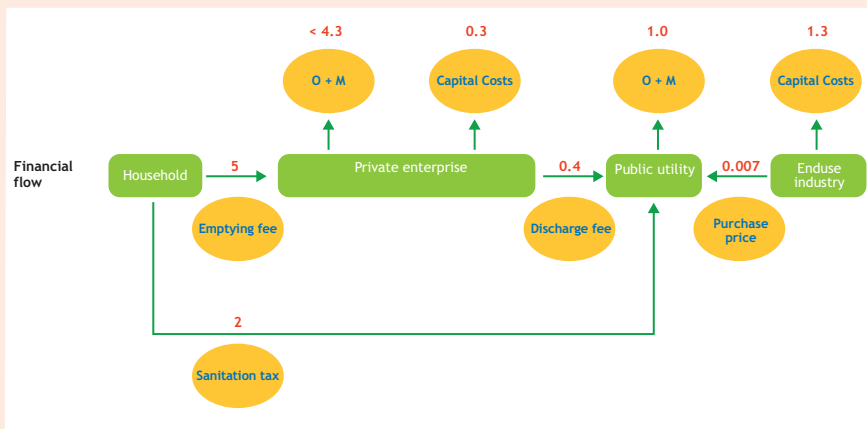 < 4.3
0.3
1.0
1.3
O + M
Capital Costs
O + M
Capital Costs
Financial
flow
Household
5
Private enterprise
0.4
Public utility
0.007
Enduse
industry
Emptying fee
Discharge fee
Purchase
price
2
Sanitation tax